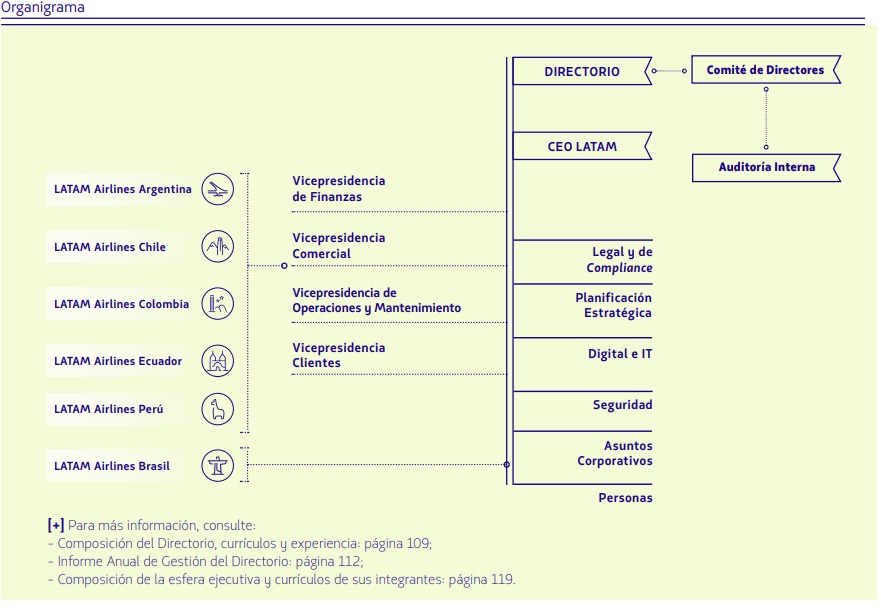 Organigrama
DIRECTORIO
Comité de Directores
CEO LATAM
Auditoría Interna
LATAM Airlines Argentina
LATAM Airlines Chile
LATAM Airlines Colombia
LATAM Airlines Ecuador
LATAM Airlines Perú
LATAM Airlines Brasil
Vicepresidencia
de Finanzas
Vicepresidencia
Comercial
Vicepresidencia de
Operaciones y Mantenimiento
Vicepresidencia
Clientes
Legal y de
Compliance
Planificación
Estratégica
Digital e IT
Seguridad
Asuntos
Corporativos
Personas
[+] Para más información, consulte:
- Composición del Directorio, currículos y experiencia: página 109;
- Informe Anual de Gestión del Directorio: página 112;
- Composición de la esfera ejecutiva y currículos de sus integrantes: página 119.